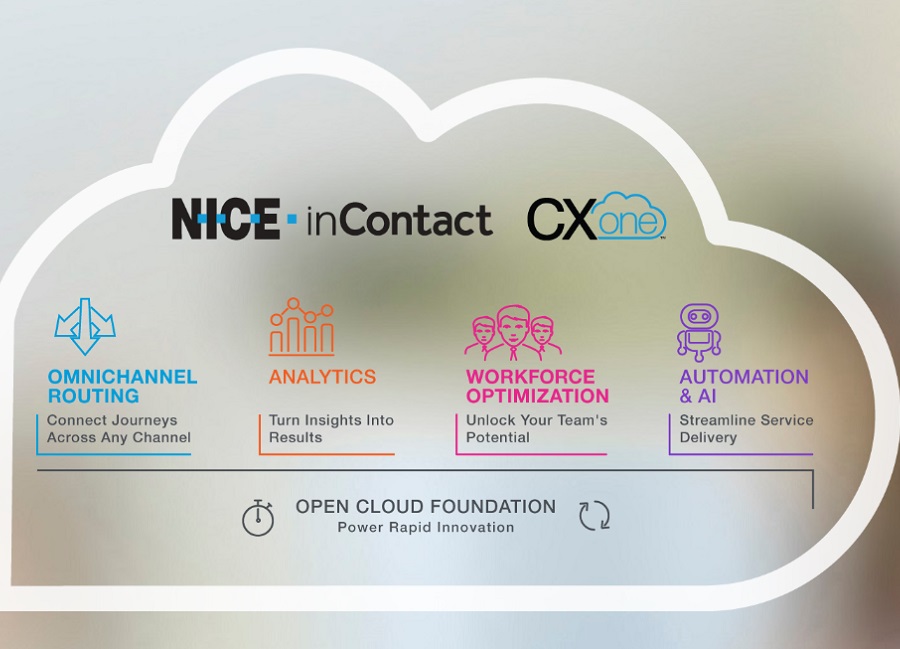 NICE inContact CXone™
OMNICHANNEL
ROUTING
Connect Journeys
Across Any Channel
ANALYTICS
Turn Insights Into
Results
WORKFORCE
OPTIMIZATION
Unlock Your Team's
Potential
AUTOMATION
& AI
Streamline Service
Delivery
OPEN CLOUD FOUNDATION
Power Rapid Innovation